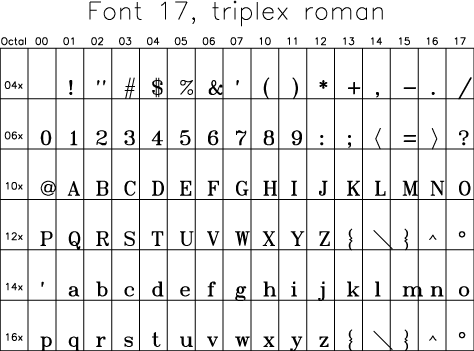 Font 17, triplex roman
Octal 00 01 02 03 04 05 06 07 10 11 12 13 14 15 16 17
04x ! " # $ % & ' ( ) * + , – . /
06x 0 1 2 3 4 5 6 7 8 9 : ; ⟨ = ⟩ ?
10x @ A B C D E F G H I J K L M N O
12x P Q R S T U V W X Y Z { \ } ^ °
14x ' a b c d e f g h i j k l m n o
16x p q r s t u v w x y z { \ } ^ °